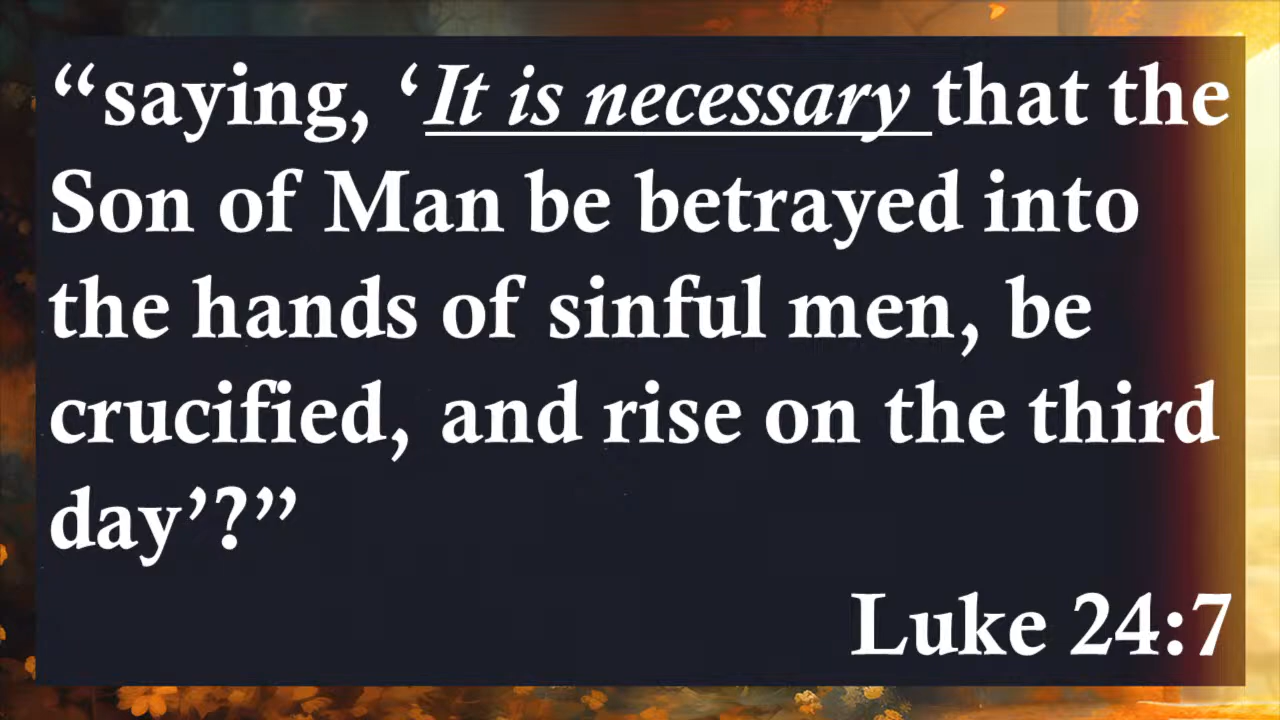 “saying, ‘It is necessary that the
Son of Man be betrayed into
the hands of sinful men, be
crucified, and rise on the third
day’?”
Luke 24:7